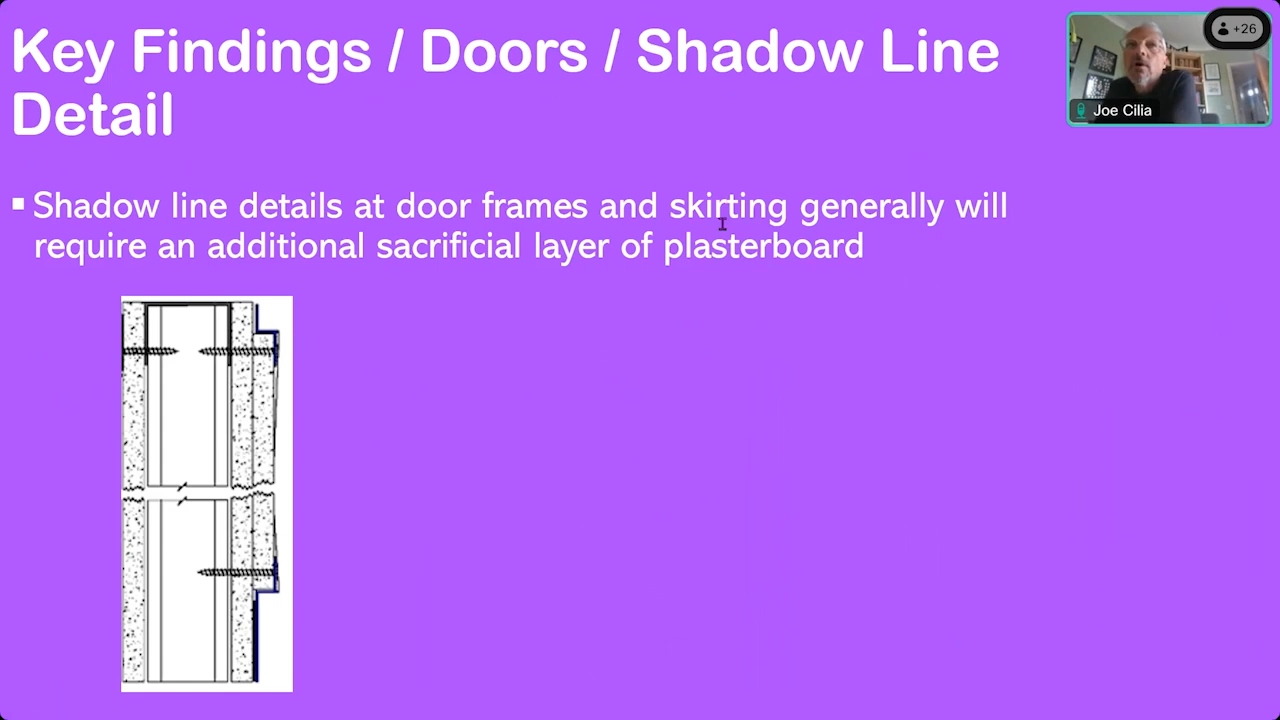 Key Findings / Doors / Shadow Line
Detail
+26
Joe Cilia
▪ Shadow line details at door frames and skirting generally will
require an additional sacrificial layer of plasterboard